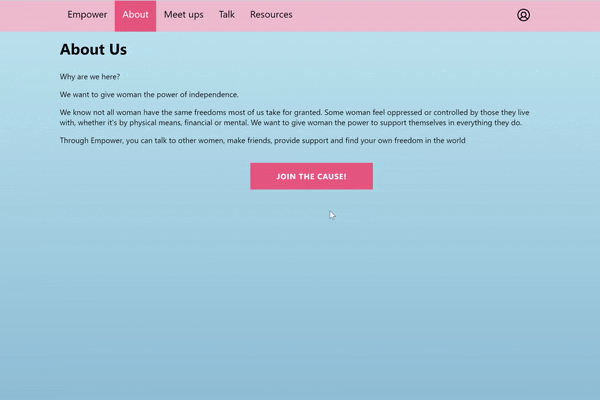 Empower About Meet ups Talk Resources
About Us
Why are we here?
We want to give woman the power of independence.
We know not all woman have the same freedoms most of us take for granted. Some woman feel oppressed or controlled by those they live
with, whether it's by physical means, financial or mental. We want to give woman the power to support themselves in everything they do.
Through Empower, you can talk to other women, make friends, provide support and find your own freedom in the world
JOIN THE CAUSE!